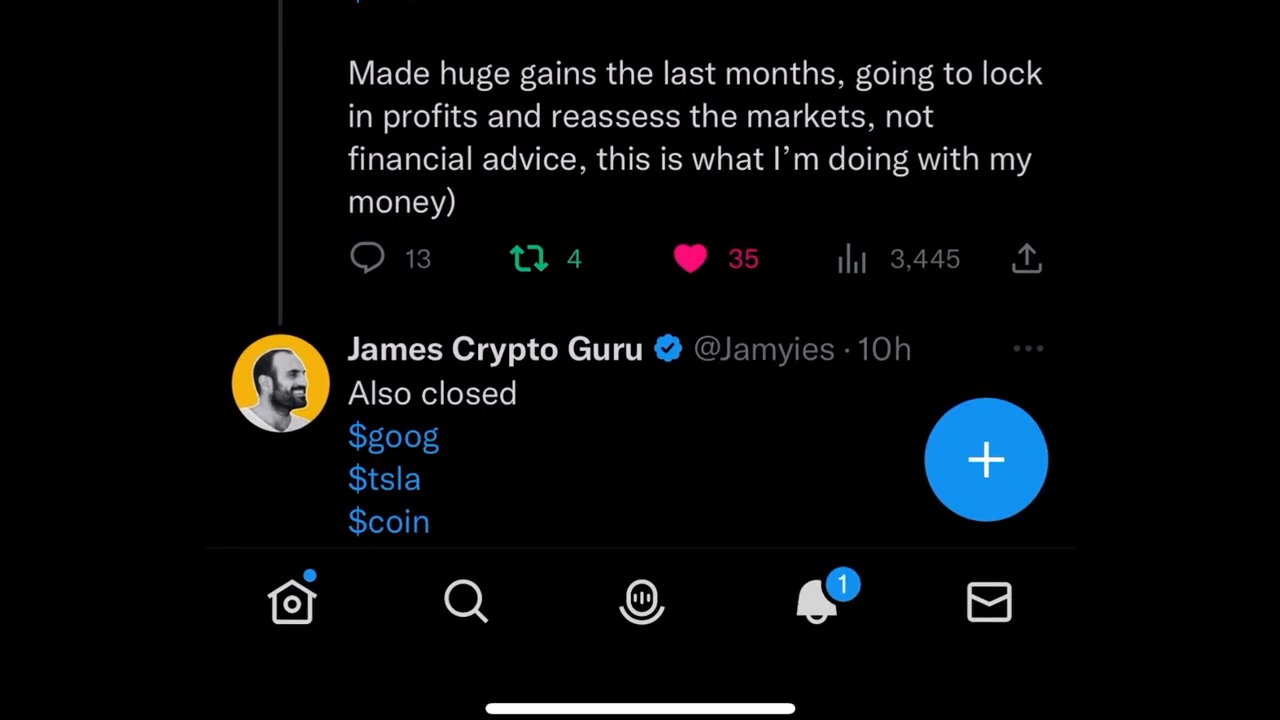 Made huge gains the last months, going to lock
in profits and reassess the markets, not
financial advice, this is what I’m doing with my
money)
13 4 35 3,445
James Crypto Guru @Jamyies · 10h
Also closed
$goog
$tsla
$coin
1